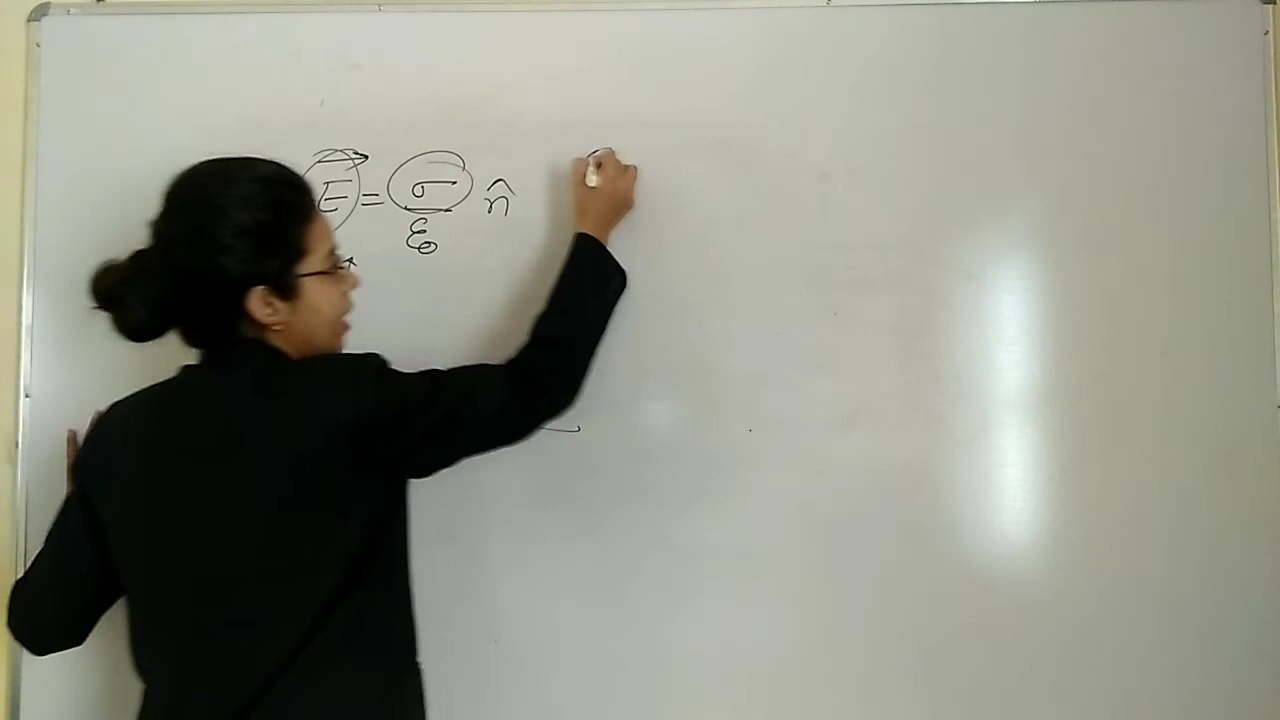 E⃗ = σ/ε₀ n̂